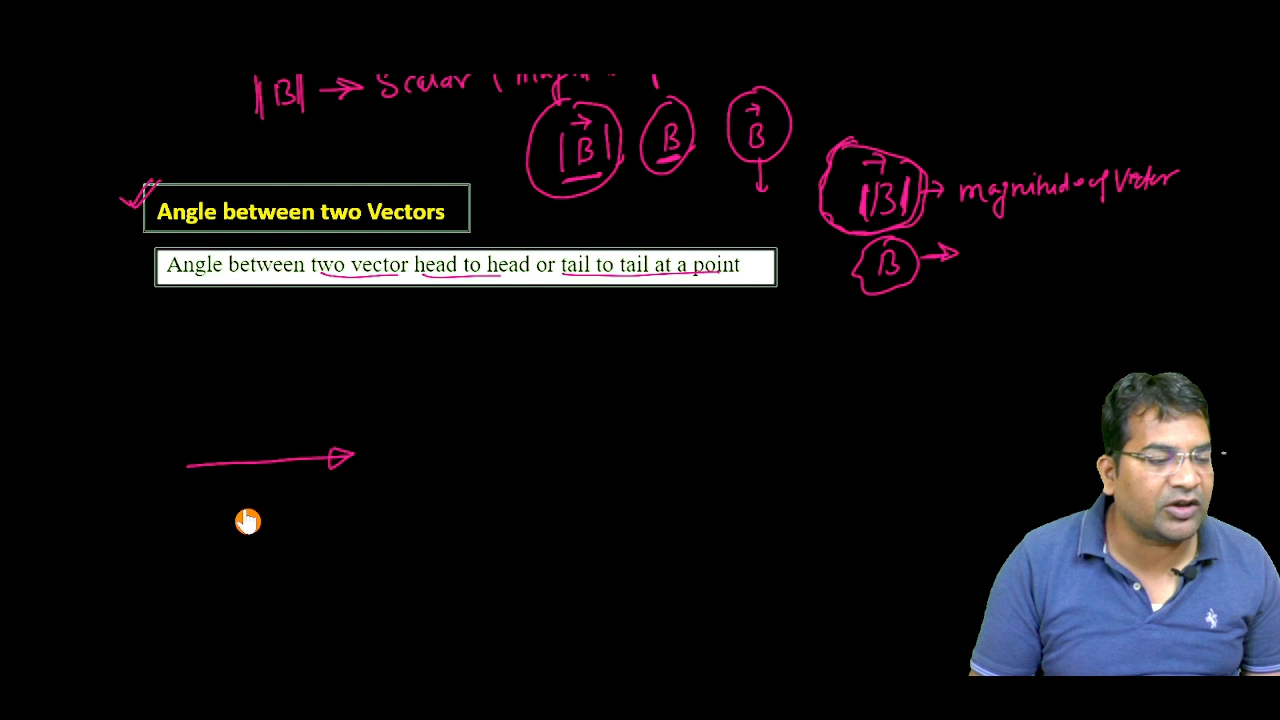 |B| → Scalar (
|B⃗| B B⃗
|B⃗| → magnitude of Vector
Angle between two Vectors
Angle between two vector head to head or tail to tail at a point
B →